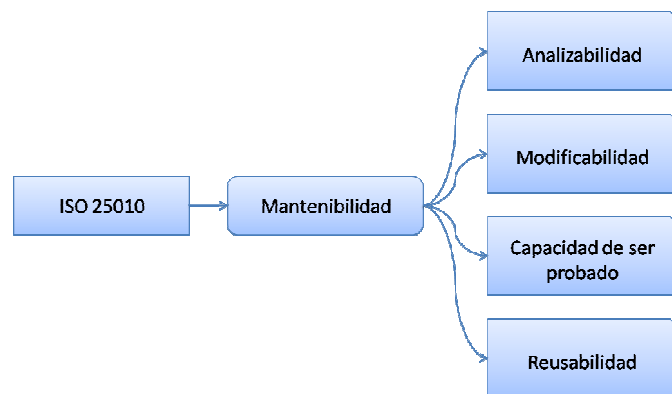 ISO 25010
Mantenibilidad
Analizabilidad
Modificabilidad
Capacidad de ser
probado
Reusabilidad